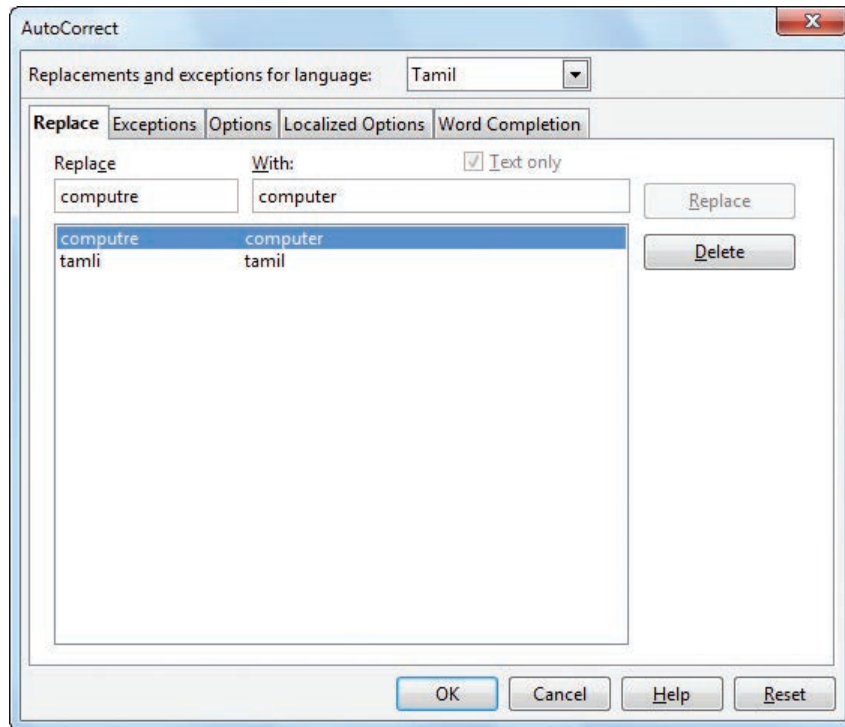 AutoCorrect
Replacements and exceptions for language: Tamil
Replace Exceptions Options Localized Options Word Completion
Replace With: Text only
computre computer Replace
computre computer
tamli tamil
Delete
OK Cancel Help Reset